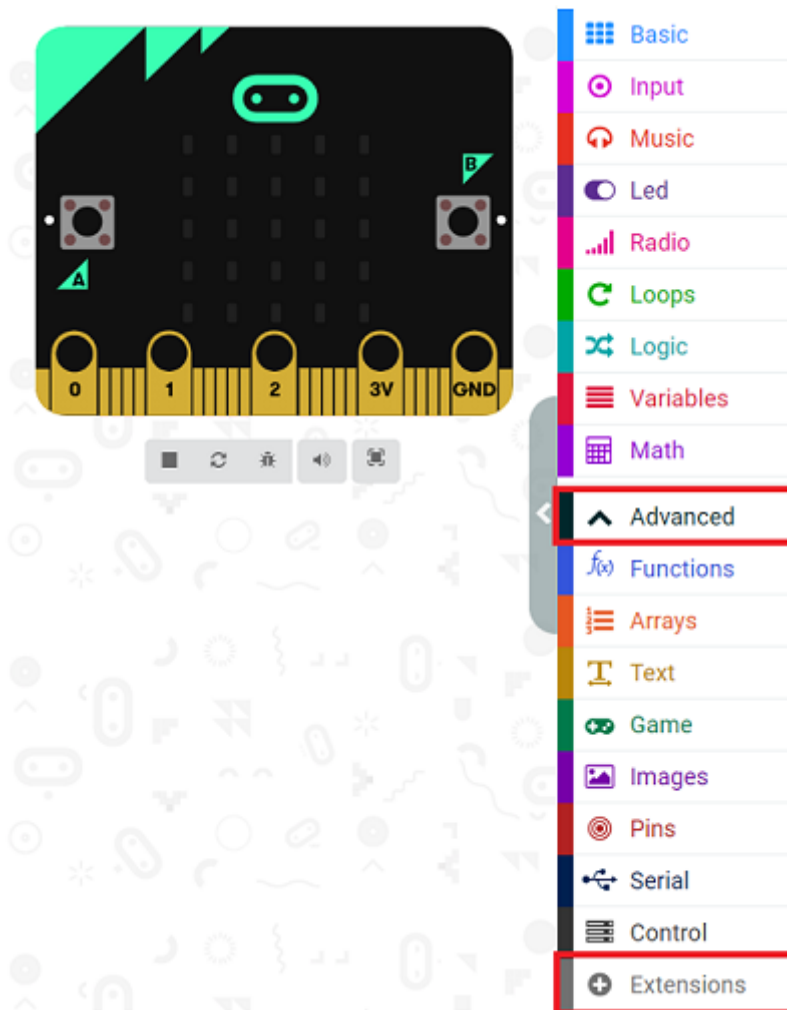 B
A
0 1 2 3V GND
Basic
Input
Music
Led
Radio
Loops
Logic
Variables
Math
Advanced
f(x) Functions
Arrays
T Text
Game
Images
Pins
Serial
Control
Extensions